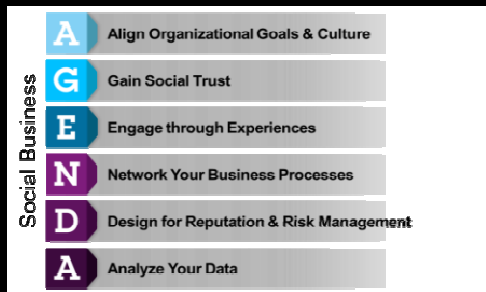 Social Business
A Align Organizational Goals & Culture
G Gain Social Trust
E Engage through Experiences
N Network Your Business Processes
D Design for Reputation & Risk Management
A Analyze Your Data